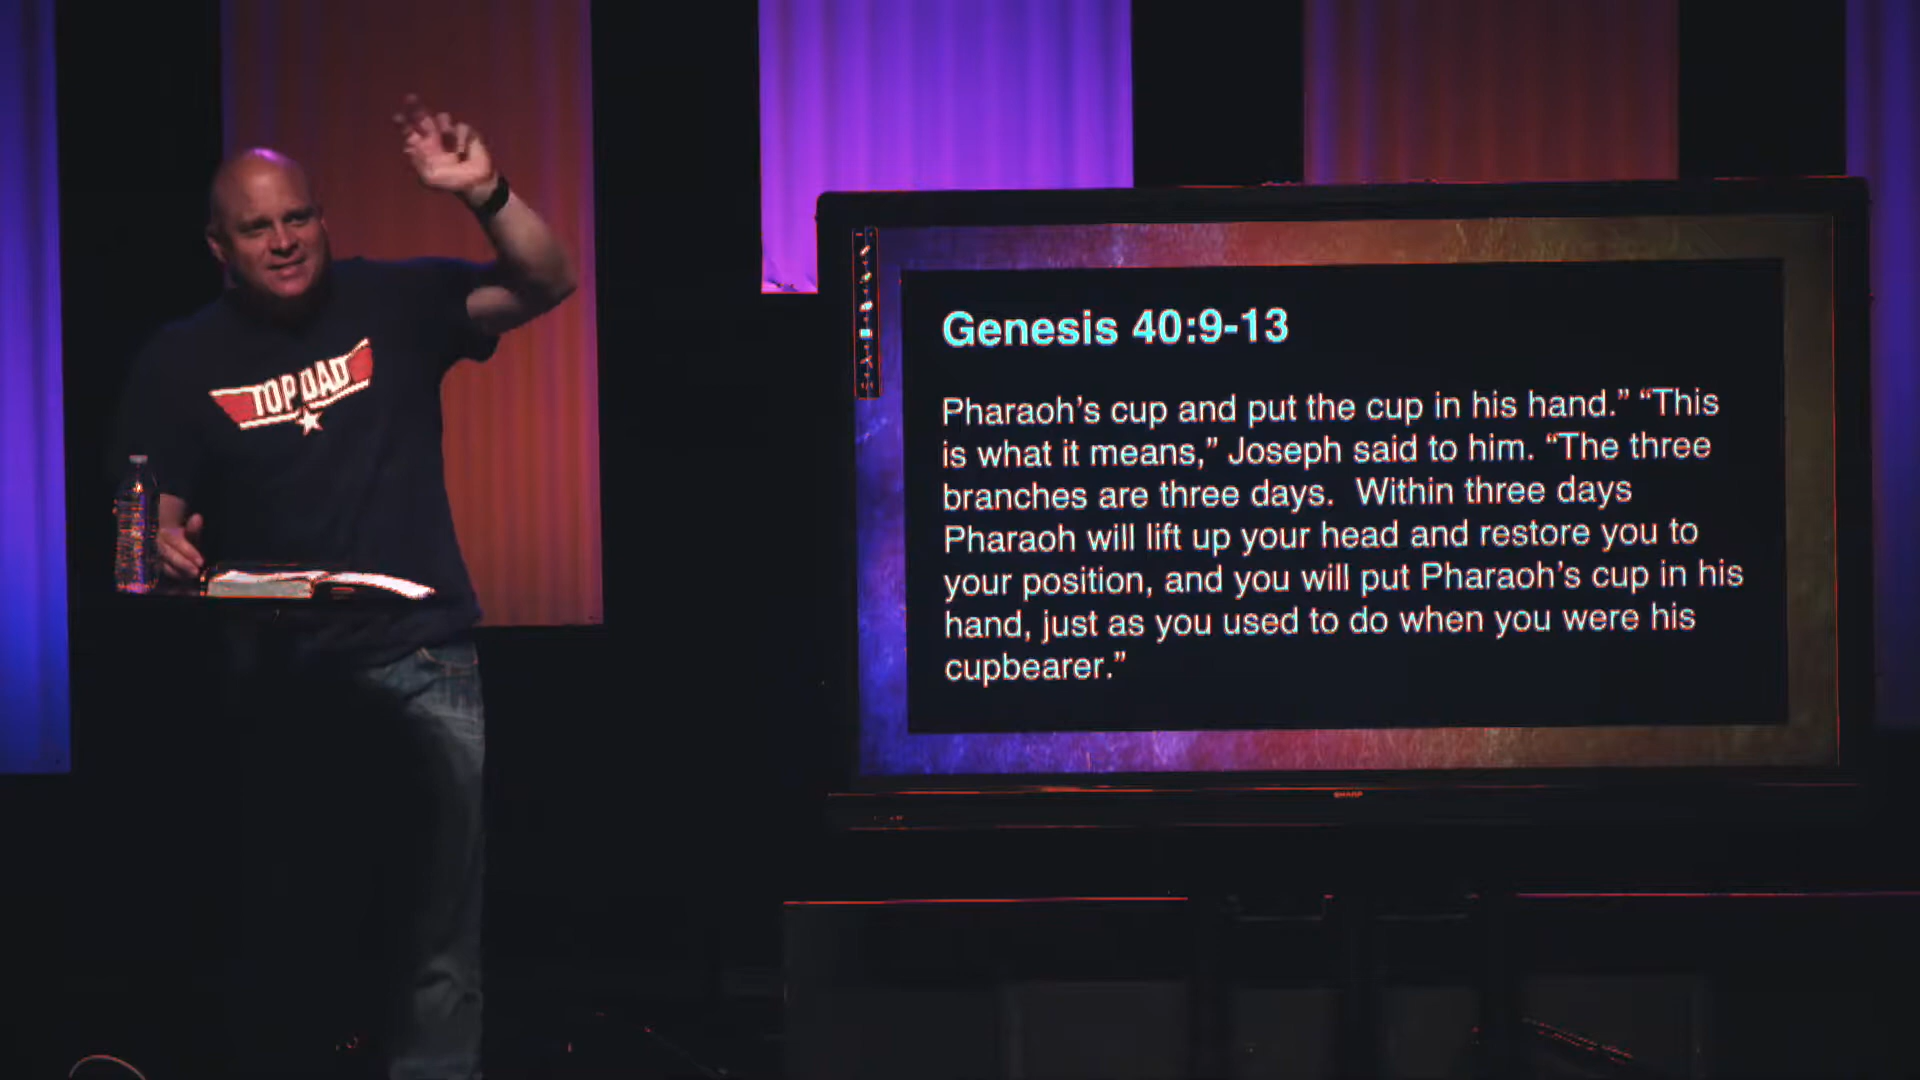 TOP DAD
Genesis 40:9-13
Pharaoh's cup and put the cup in his hand.” “This
is what it means,” Joseph said to him. “The three
branches are three days.  Within three days
Pharaoh will lift up your head and restore you to
your position, and you will put Pharaoh's cup in his
hand, just as you used to do when you were his
cupbearer.”
SHARP